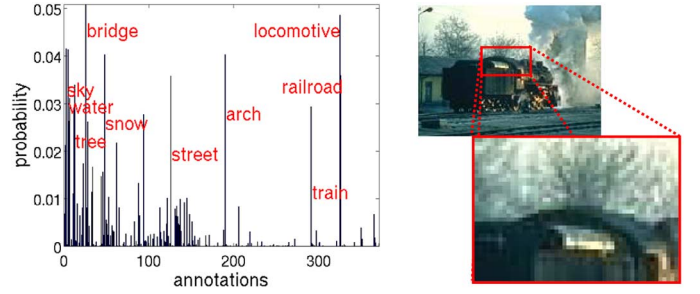 0.05
0.04
0.03
0.02
0.01
0
probability
bridge
locomotive
sky
water
railroad
snow
arch
tree
street
train
0
100
200
300
annotations